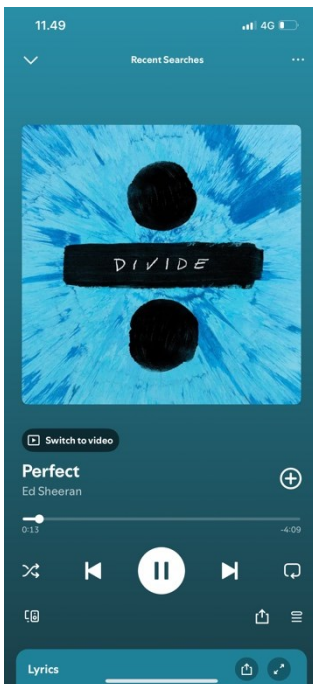 11.49
4G
Recent Searches
DIVIDE
Switch to video
Perfect
Ed Sheeran
0:13
-4:09
Lyrics